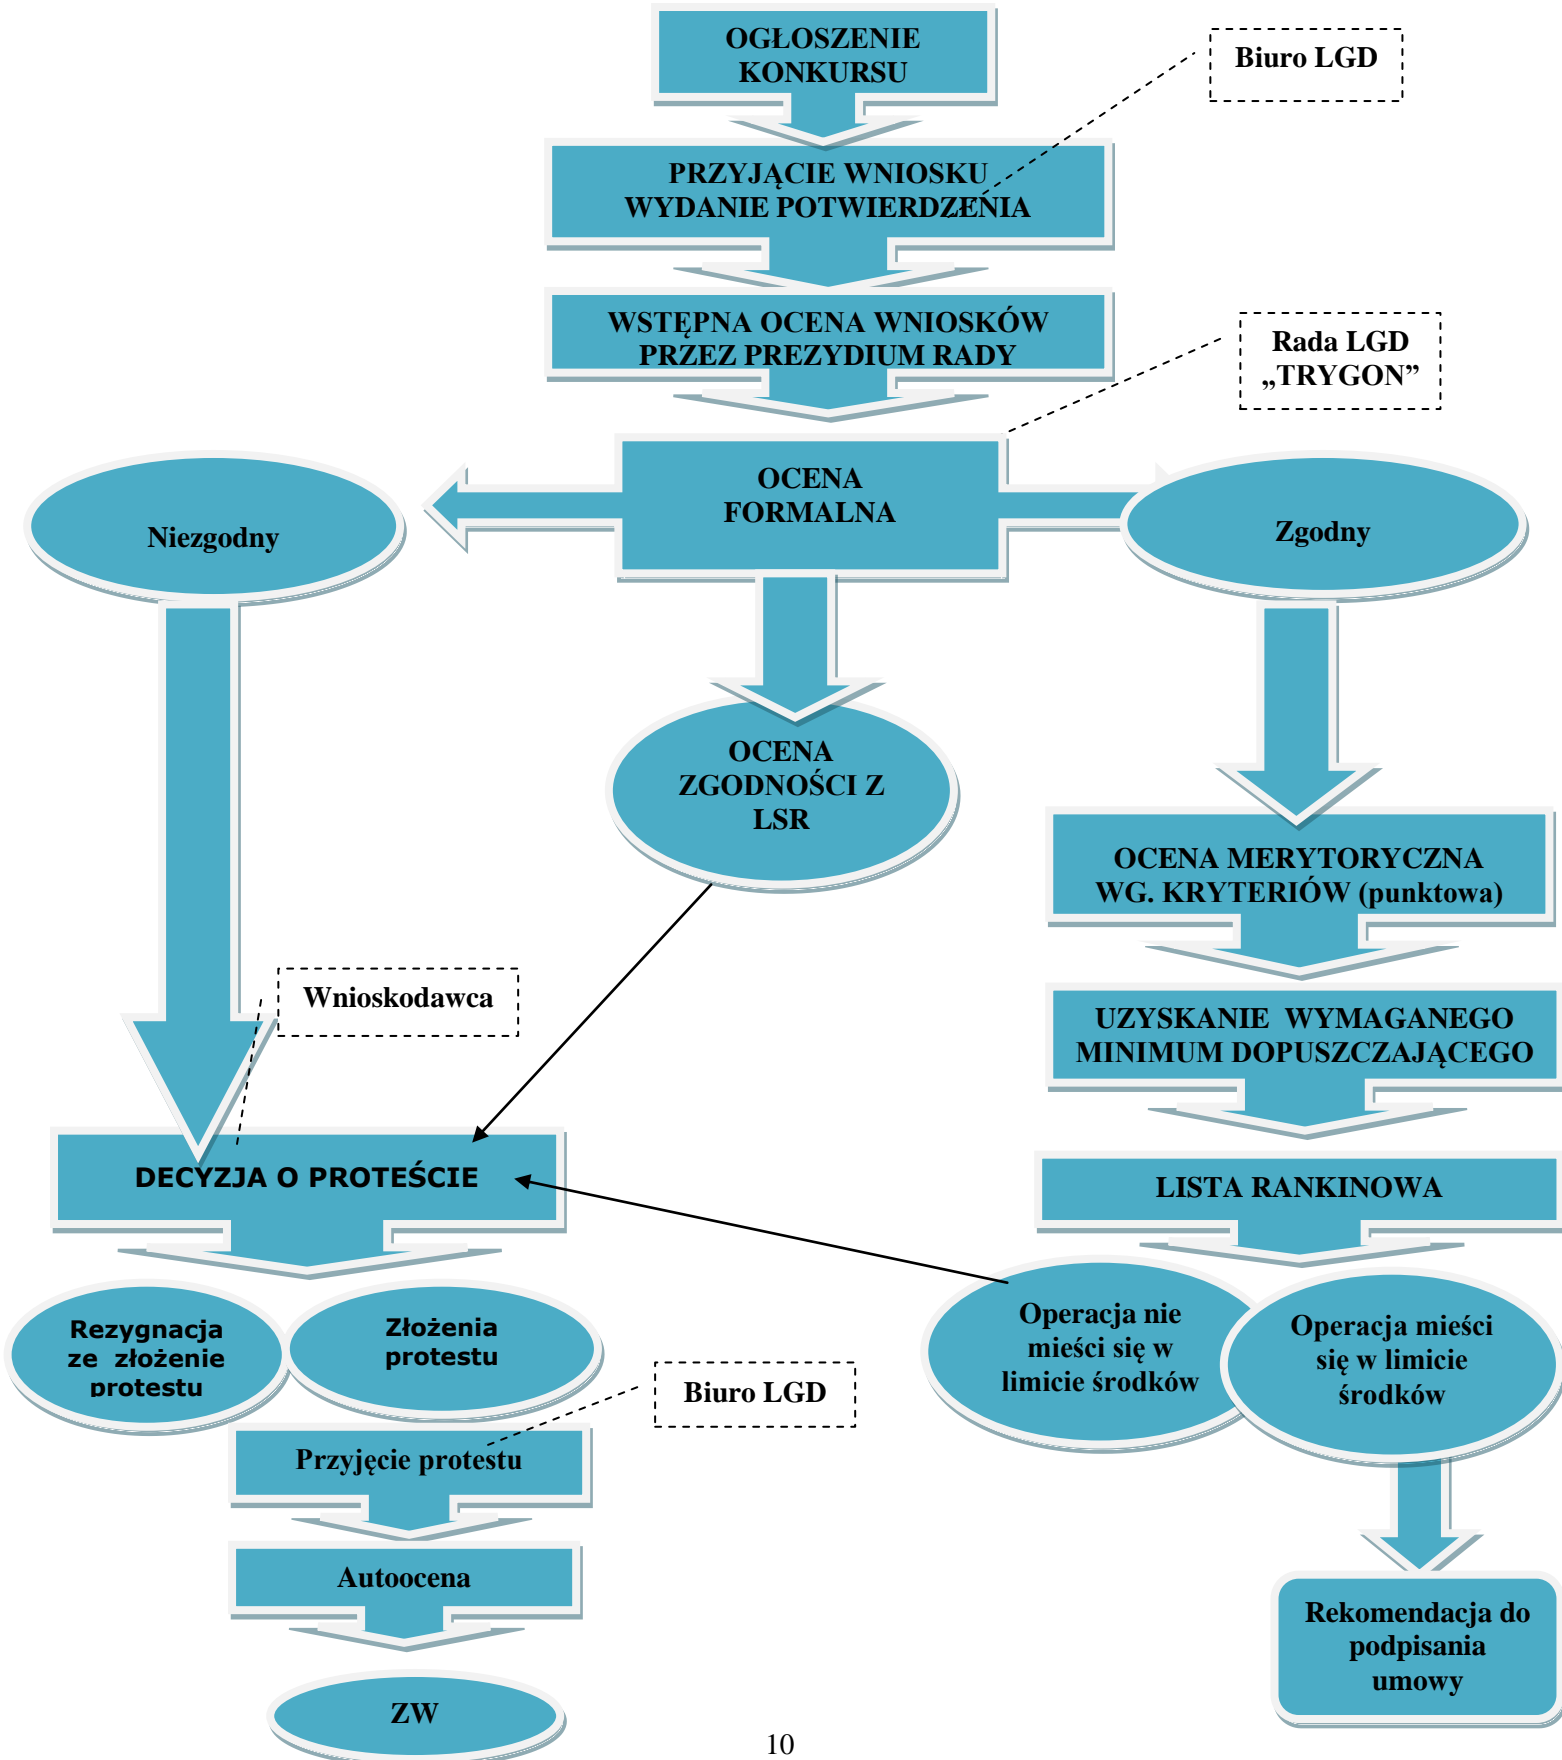 OGŁOSZENIE
KONKURSU
Biuro LGD
PRZYJĄCIE WNIOSKU
WYDANIE POTWIERDZENIA
WSTĘPNA OCENA WNIOSKÓW
PRZEZ PREZYDIUM RADY
Rada LGD
„TRYGON”
OCENA
FORMALNA
Niezgodny
Zgodny
OCENA
ZGODNOŚCI Z
LSR
OCENA MERYTORYCZNA
WG. KRYTERIÓW (punktowa)
Wnioskodawca
UZYSKANIE WYMAGANEGO
MINIMUM DOPUSZCZAJĄCEGO
DECYZJA O PROTEŚCIE
LISTA RANKINOWA
Rezygnacja
ze złożenie
protestu
Złożenia
protestu
Operacja nie
mieści się w
limicie środków
Operacja mieści
się w limicie
środków
Biuro LGD
Przyjęcie protestu
Autoocena
Rekomendacja do
podpisania
umowy
ZW
10